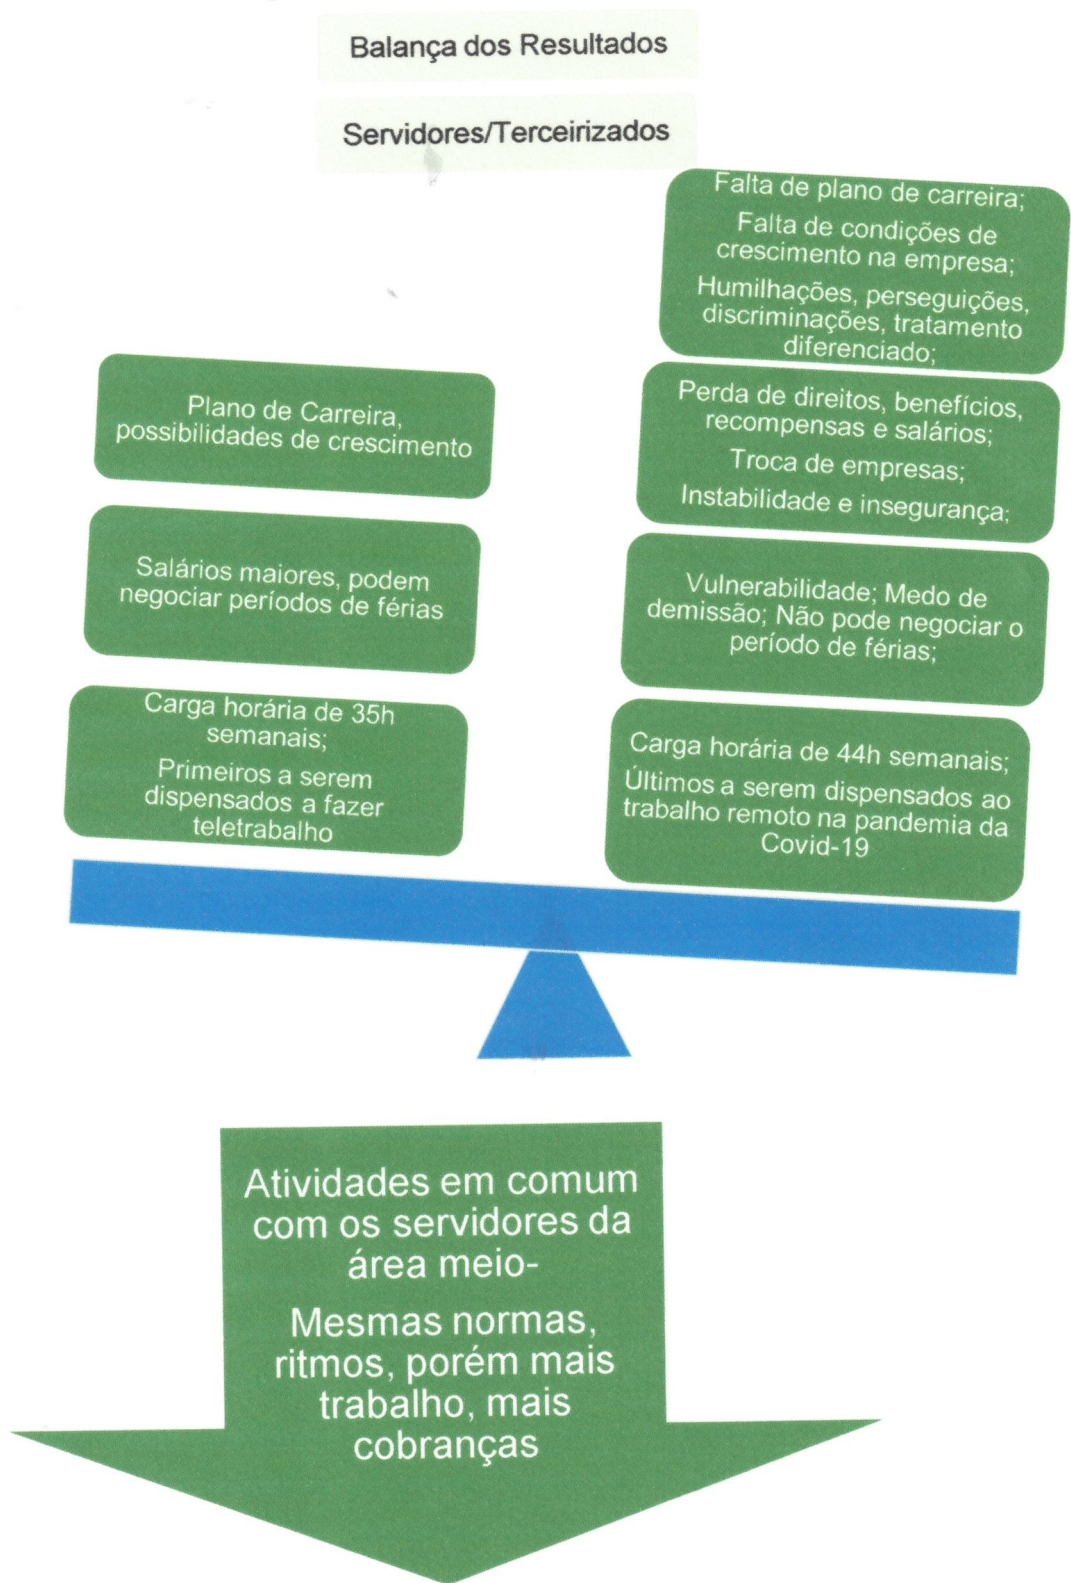 Balança dos Resultados
Servidores/Terceirizados
Plano de Carreira,
possibilidades de crescimento
Salários maiores, podem
negociar períodos de férias
Carga horária de 35h
semanais;
Primeiros a serem
dispensados a fazer
teletrabalho
Falta de plano de carreira;
Falta de condições de
crescimento na empresa;
Humilhações, perseguições,
discriminações, tratamento
diferenciado;
Perda de direitos, benefícios,
recompensas e salários;
Troca de empresas;
Instabilidade e insegurança;
Vulnerabilidade; Medo de
demissão; Não pode negociar o
período de férias;
Carga horária de 44h semanais;
Últimos a serem dispensados ao
trabalho remoto na pandemia da
Covid-19
Atividades em comum
com os servidores da
área meio-
Mesmas normas,
ritmos, porém mais
trabalho, mais
cobranças